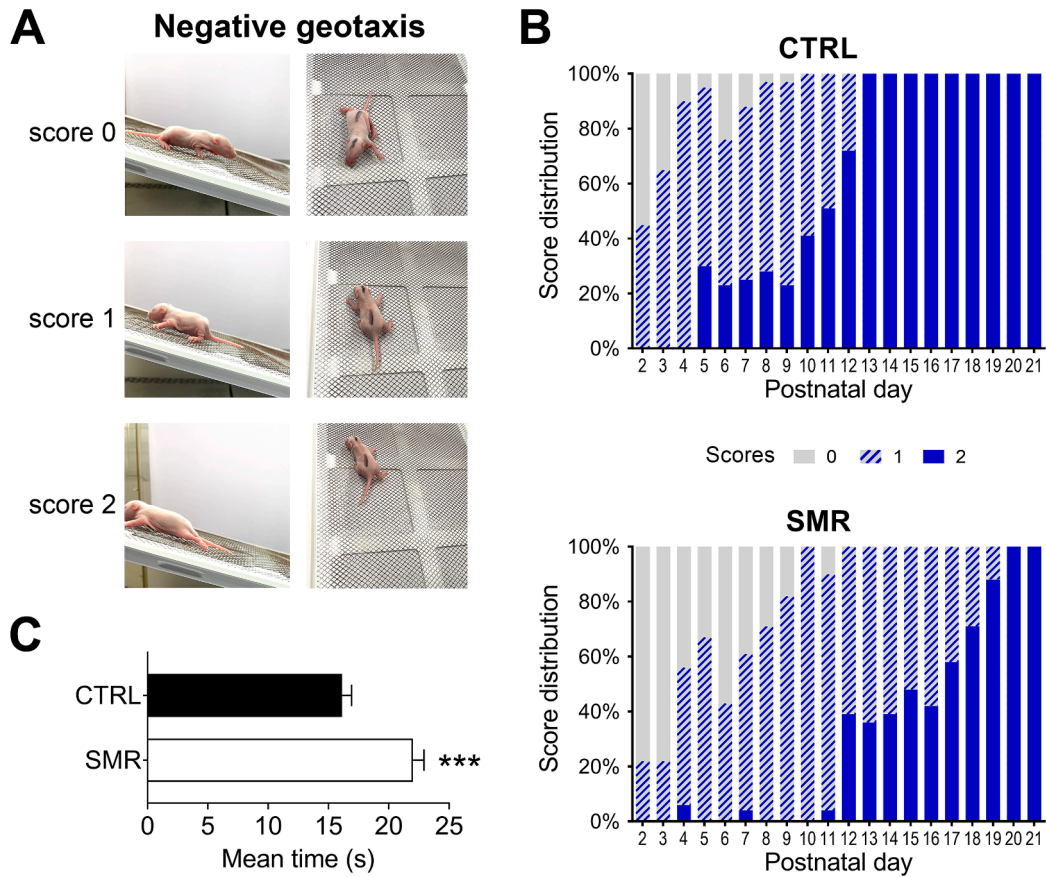 A
Negative geotaxis
score 0
score 1
score 2
B
CTRL
Score distribution
100%
80%
60%
40%
20%
0%
2 3 4 5 6 7 8 9 10 11 12 13 14 15 16 17 18 19 20 21
Postnatal day
Scores 0 1 2
SMR
Score distribution
100%
80%
60%
40%
20%
0%
2 3 4 5 6 7 8 9 10 11 12 13 14 15 16 17 18 19 20 21
Postnatal day
C
CTRL
SMR
***
0 5 10 15 20 25
Mean time (s)